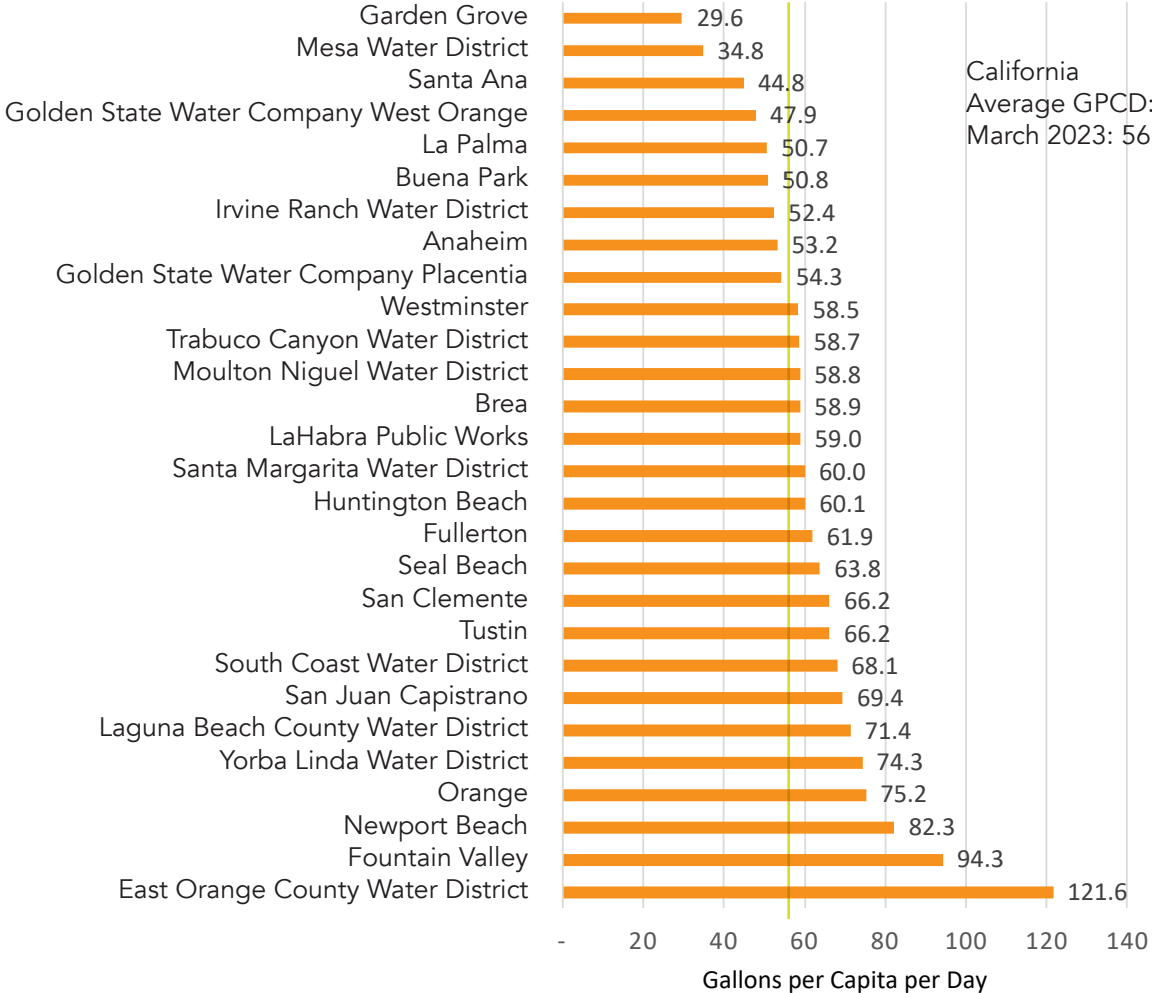 Garden Grove 29.6
Mesa Water District 34.8
Santa Ana 44.8
California
Average GPCD:
March 2023: 56
Golden State Water Company West Orange 47.9
La Palma 50.7
Buena Park 50.8
Irvine Ranch Water District 52.4
Anaheim 53.2
Golden State Water Company Placentia 54.3
Westminster 58.5
Trabuco Canyon Water District 58.7
Moulton Niguel Water District 58.8
Brea 58.9
LaHabra Public Works 59.0
Santa Margarita Water District 60.0
Huntington Beach 60.1
Fullerton 61.9
Seal Beach 63.8
San Clemente 66.2
Tustin 66.2
South Coast Water District 68.1
San Juan Capistrano 69.4
Laguna Beach County Water District 71.4
Yorba Linda Water District 74.3
Orange 75.2
Newport Beach 82.3
Fountain Valley 94.3
East Orange County Water District 121.6
- 20 40 60 80 100 120 140
Gallons per Capita per Day